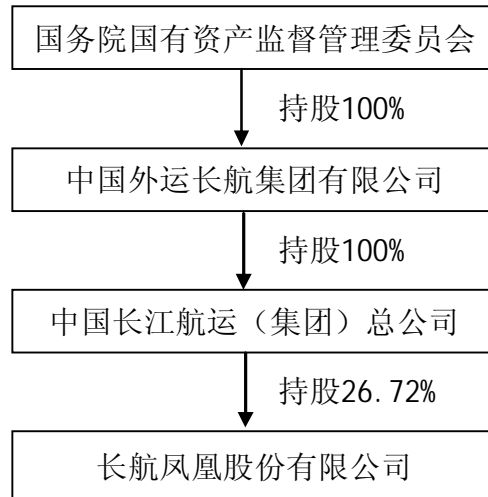 国务院国有资产监督管理委员会
持股100%
中国外运长航集团有限公司
持股100%
中国长江航运（集团）总公司
持股26.72%
长航凤凰股份有限公司